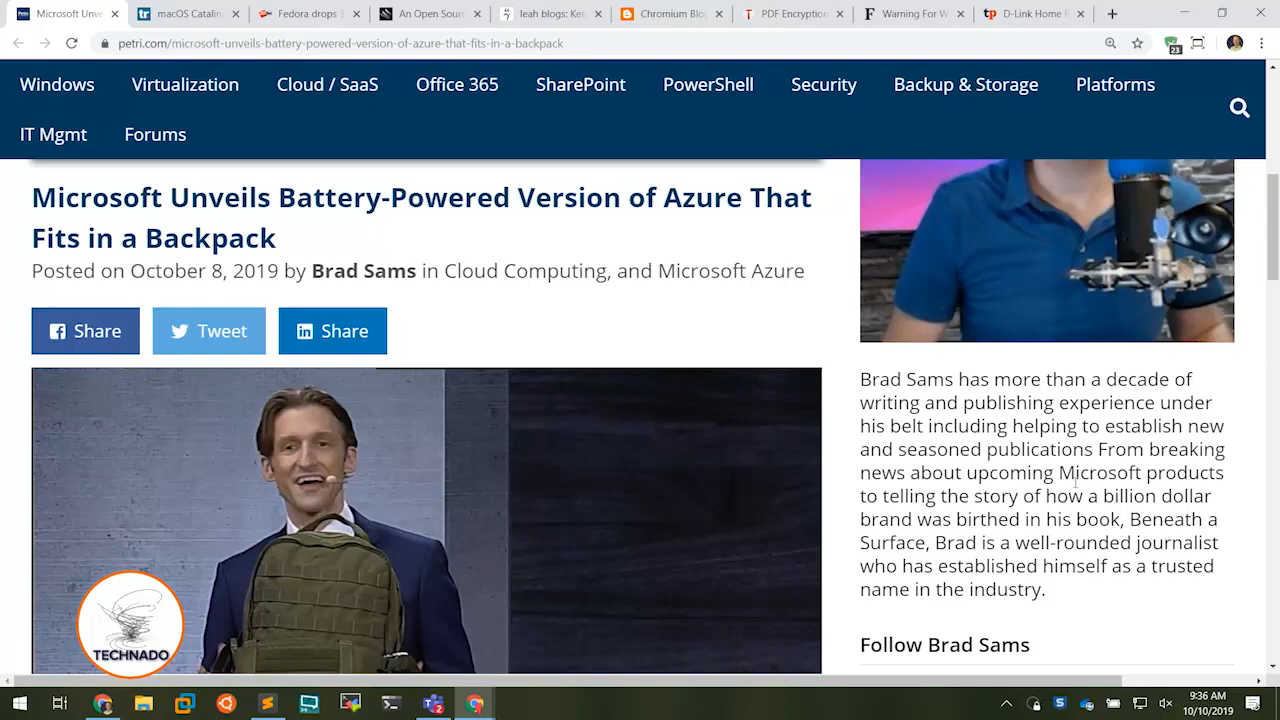 Microsoft Unve
macOS Catalin
Fedora drops 3
An Open Sourc
leah blogs: Ken
Chromium Blog
PDF Encryption
Warning For W
D-Link Home R
petri.com/microsoft-unveils-battery-powered-version-of-azure-that-fits-in-a-backpack
23
Windows Virtualization Cloud / SaaS Office 365 SharePoint PowerShell Security Backup & Storage Platforms
IT Mgmt Forums
Microsoft Unveils Battery-Powered Version of Azure That
Fits in a Backpack
Posted on October 8, 2019 by Brad Sams in Cloud Computing, and Microsoft Azure
Share Tweet Share
Brad Sams has more than a decade of
writing and publishing experience under
his belt including helping to establish new
and seasoned publications From breaking
news about upcoming Microsoft products
to telling the story of how a billion dollar
brand was birthed in his book, Beneath a
Surface, Brad is a well-rounded journalist
who has established himself as a trusted
name in the industry.
Follow Brad Sams
TECHNADO
9:36 AM
10/10/2019